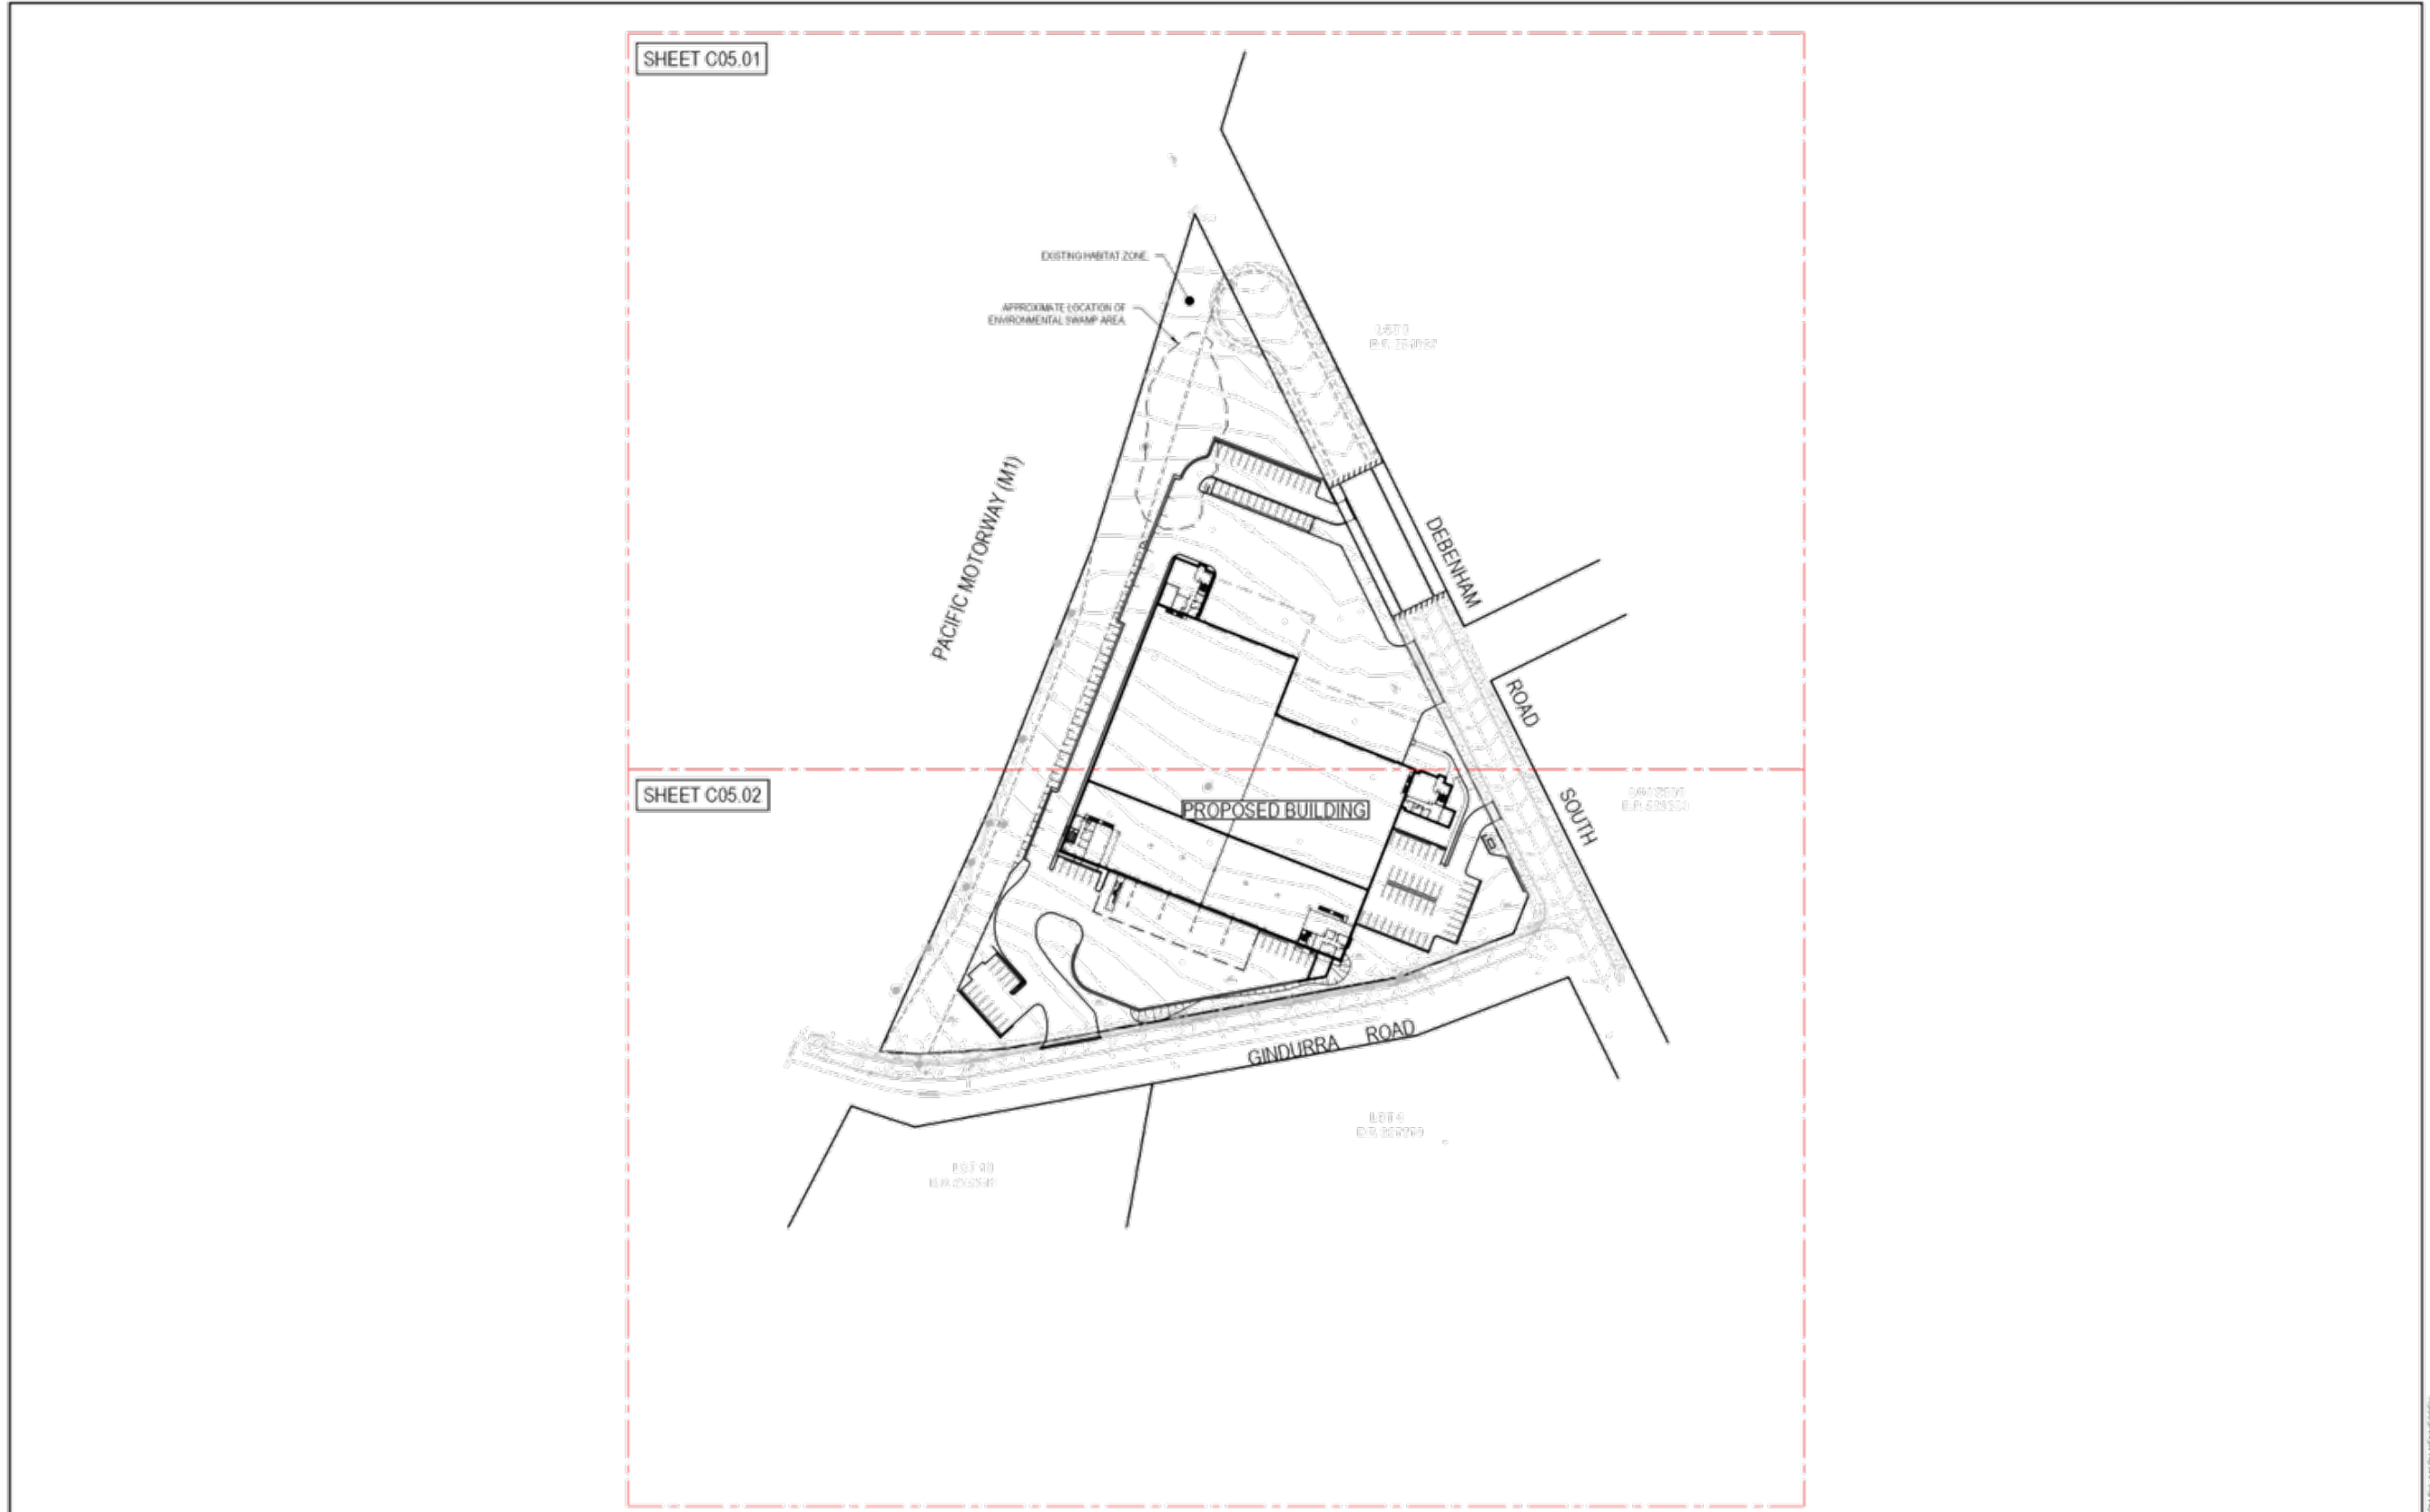 SHEET C05.01
EXISTING HABITAT ZONE.
APPROXIMATE LOCATION OF
ENVIRONMENTAL SWAMP AREA.
PACIFIC MOTORWAY (M1)
DEBENHAM
ROAD
SOUTH
SHEET C05.02
PROPOSED BUILDING
GINDURRA ROAD